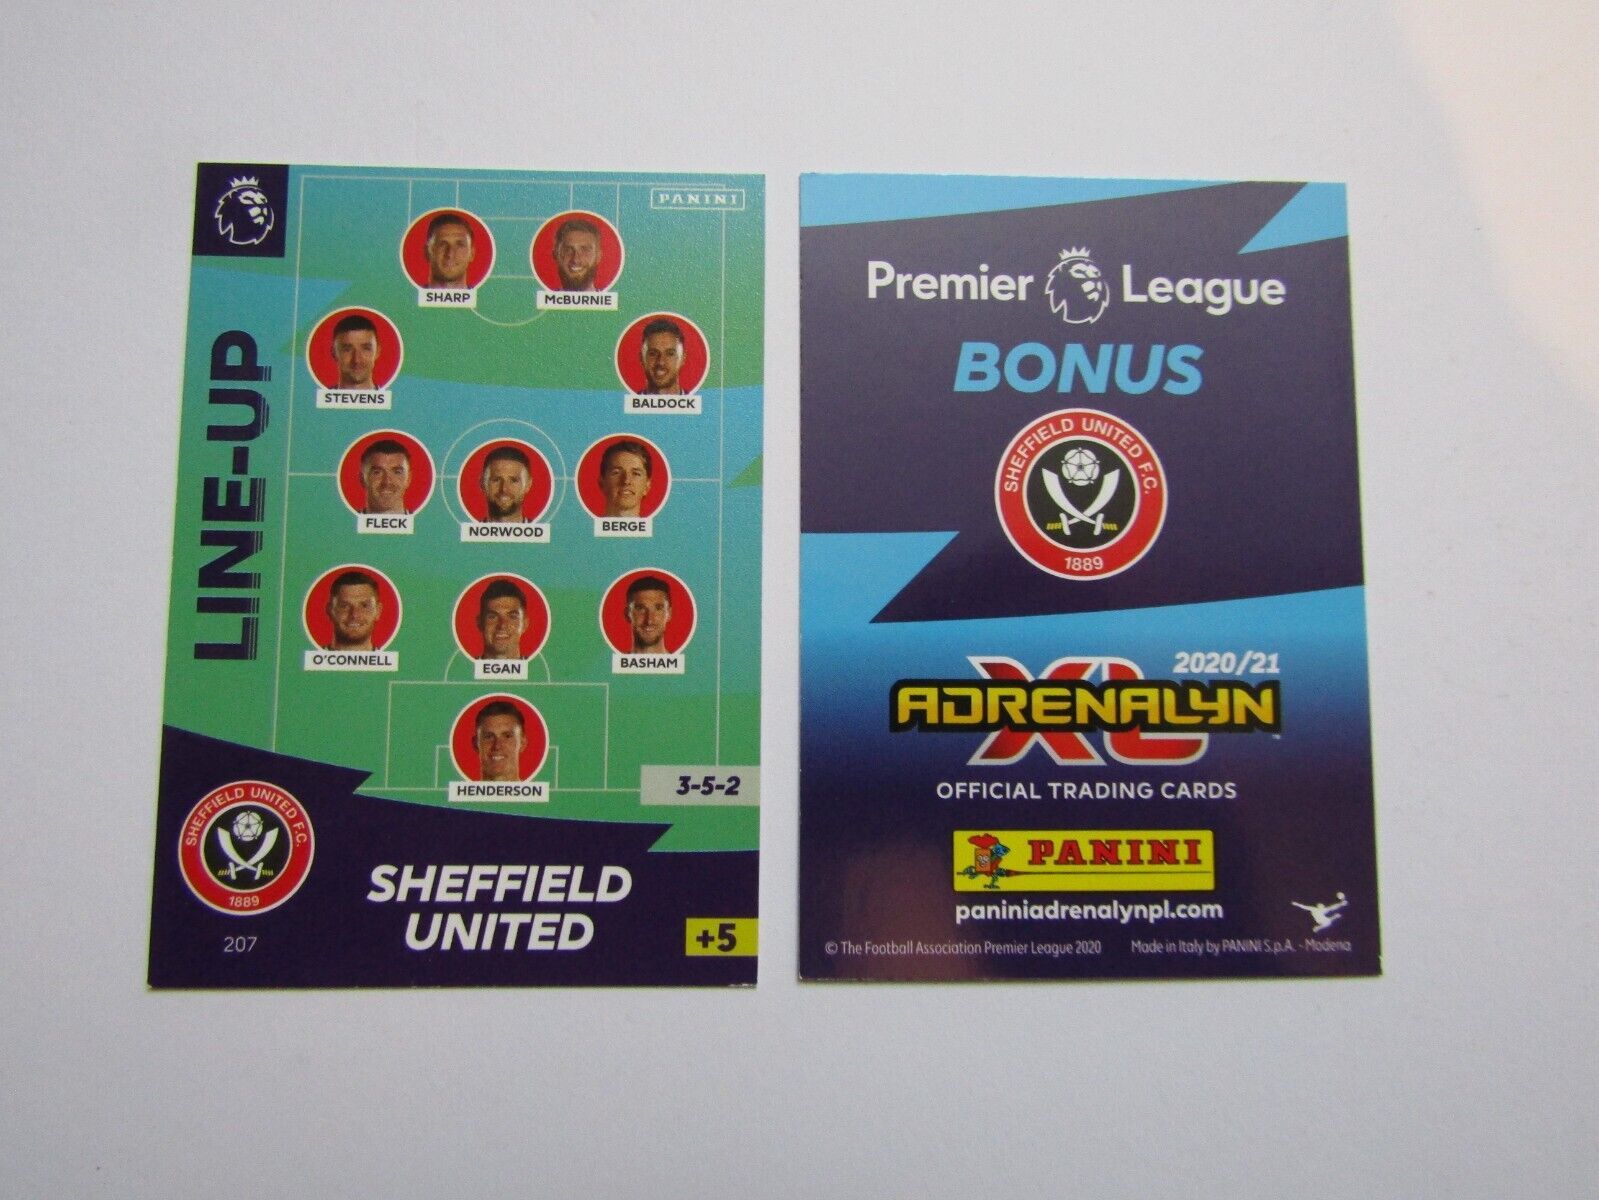 PANINI
LINE-UP
SHARP
McBURNIE
STEVENS
BALDOCK
FLECK
NORWOOD
BERGE
O'CONNELL
EGAN
BASHAM
HENDERSON
3-5-2
SHEFFIELD UNITED F.C.
1889
207
SHEFFIELD
UNITED
+5
Premier League
BONUS
SHEFFIELD UNITED F.C.
1889
2020/21
ADRENALYN
XL
OFFICIAL TRADING CARDS
PANINI
paniniadrenalynpl.com
© The Football Association Premier League 2020 Made in Italy by PANINI S.p.A. - Modena